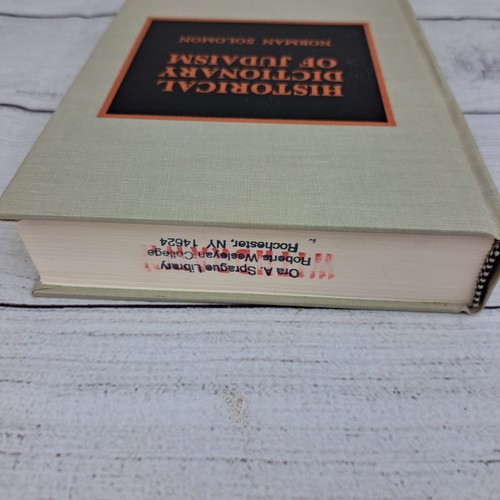 HISTORICAL
DICTIONARY
OF JUDAISM
NORMAN SOLOMON
Ora A Sprague Library
Roberts Wesleyan College
Rochester, NY 14624